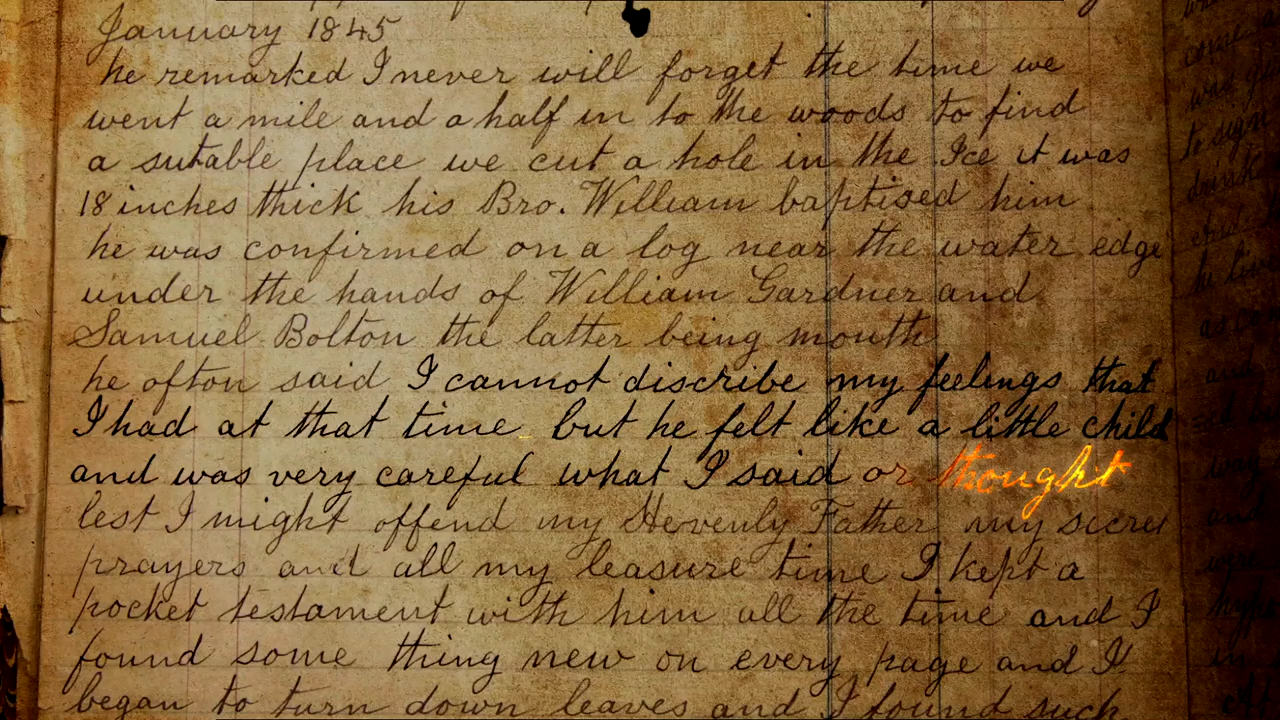 January 1845
he remarked I never will forget the time we
went a mile and a half in to the woods to find
a sutable place we cut a hole in the Ice it was
18 inches thick his Bro. William baptised him
he was confirmed on a log near the water edge
under the hands of William Gardner and
Samuel Bolton the latter being mouth
he ofton said I cannot discribe my feelings that
I had at that time but he felt like a little child
and was very careful what I said or thought
lest I might offend my Hevenly Father my secret
prayers and all my leasure time I kept a
pocket testament with him all the time and I
found some thing new on every page and I
began to turn down leaves and I found such